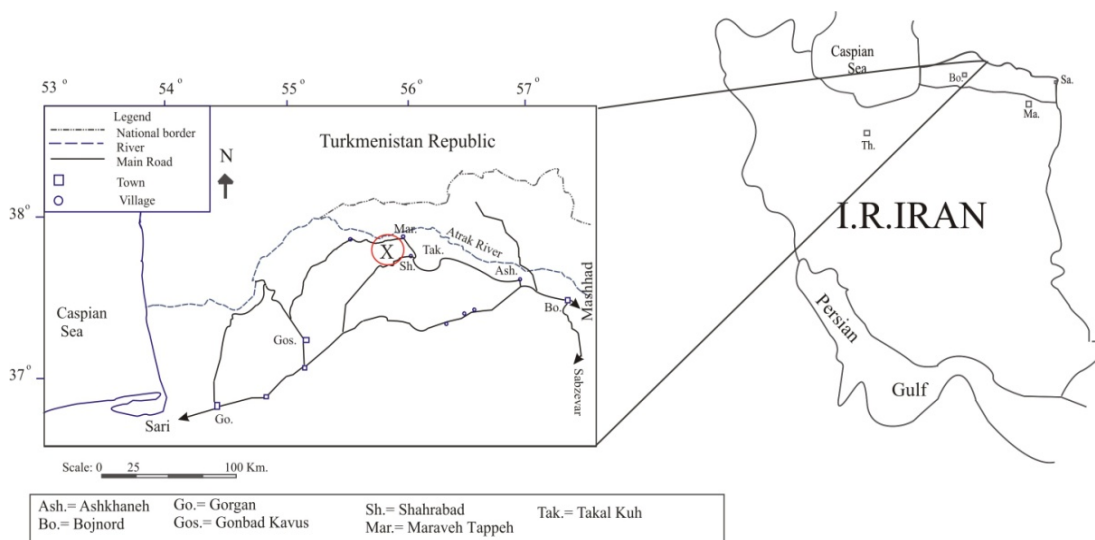 53 °
54 °
55 °
56 °
57 °
38°
37°
Legend
National border
River
Main Road
Town
Village
N
Turkmenistan Republic
Mar.
X
Tak.
Sh.
Atrak River
Ash.
Bo.
Mashhad
Sabzevar
Caspian
Sea
Gos.
Go.
Sari
Scale: 0 25 100 Km.
Caspian
Sea
Bo.
Sa.
Ma.
Th.
I.R.IRAN
Persian
Gulf
Ash.= Ashkhaneh Go.= Gorgan Sh.= Shahrabad Tak.= Takal Kuh
Bo.= Bojnord Gos.= Gonbad Kavus Mar.= Maraveh Tappeh